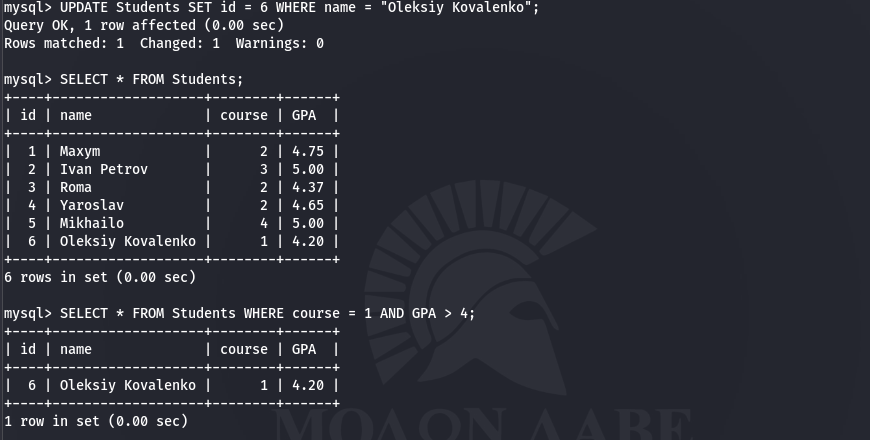 mysql> UPDATE Students SET id = 6 WHERE name = "Oleksiy Kovalenko";
Query OK, 1 row affected (0.00 sec)
Rows matched: 1  Changed: 1  Warnings: 0

mysql> SELECT * FROM Students;
+----+-------------------+--------+------+
| id | name              | course | GPA  |
+----+-------------------+--------+------+
|  1 | Maxym             |      2 | 4.75 |
|  2 | Ivan Petrov       |      3 | 5.00 |
|  3 | Roma              |      2 | 4.37 |
|  4 | Yaroslav          |      2 | 4.65 |
|  5 | Mikhailo          |      4 | 5.00 |
|  6 | Oleksiy Kovalenko |      1 | 4.20 |
+----+-------------------+--------+------+
6 rows in set (0.00 sec)

mysql> SELECT * FROM Students WHERE course = 1 AND GPA > 4;
+----+-------------------+--------+------+
| id | name              | course | GPA  |
+----+-------------------+--------+------+
|  6 | Oleksiy Kovalenko |      1 | 4.20 |
+----+-------------------+--------+------+
1 row in set (0.00 sec)
ΜΟΛΩΝ ΛΑΒΕ